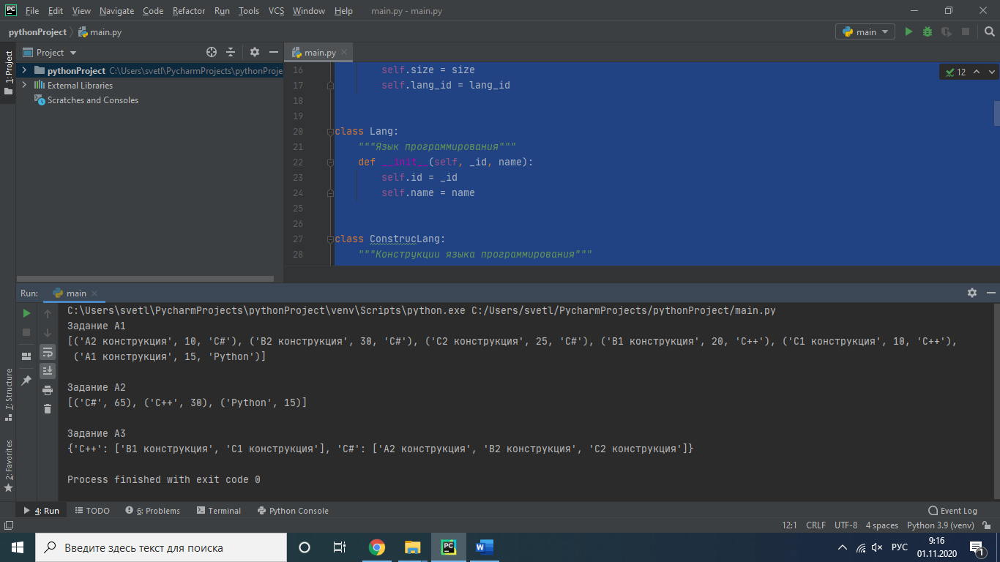 File Edit View Navigate Code Refactor Run Tools VCS Window Help main.py - main.py
pythonProject main.py main
1: Project
Project
main.py
pythonProject C:\Users\svetl\PycharmProjects\pythonProje
External Libraries
Scratches and Consoles
12
16 self.size = size
17 self.lang_id = lang_id
18
19
20 class Lang:
21 """Язык программирования"""
22 def __init__(self, _id, name):
23 self.id = _id
24 self.name = name
25
26
27 class ConstrucLang:
28 """Конструкции языка программирования"""
Run: main
C:\Users\svetl\PycharmProjects\pythonProject\venv\Scripts\python.exe C:/Users/svetl/PycharmProjects/pythonProject/main.py
Задание А1
[('A2 конструкция', 10, 'C#'), ('B2 конструкция', 30, 'C#'), ('C2 конструкция', 25, 'C#'), ('B1 конструкция', 20, 'C++'), ('C1 конструкция', 10, 'C++'),
('A1 конструкция', 15, 'Python')]
Задание А2
[('C#', 65), ('C++', 30), ('Python', 15)]
Задание А3
{'C++': ['B1 конструкция', 'C1 конструкция'], 'C#': ['A2 конструкция', 'B2 конструкция', 'C2 конструкция']}
Process finished with exit code 0
7: Structure
2: Favorites
4: Run TODO 6: Problems Terminal Python Console Event Log
12:1 CRLF UTF-8 4 spaces Python 3.9 (venv)
Введите здесь текст для поиска
PC
W
РУС
9:16
01.11.2020
1